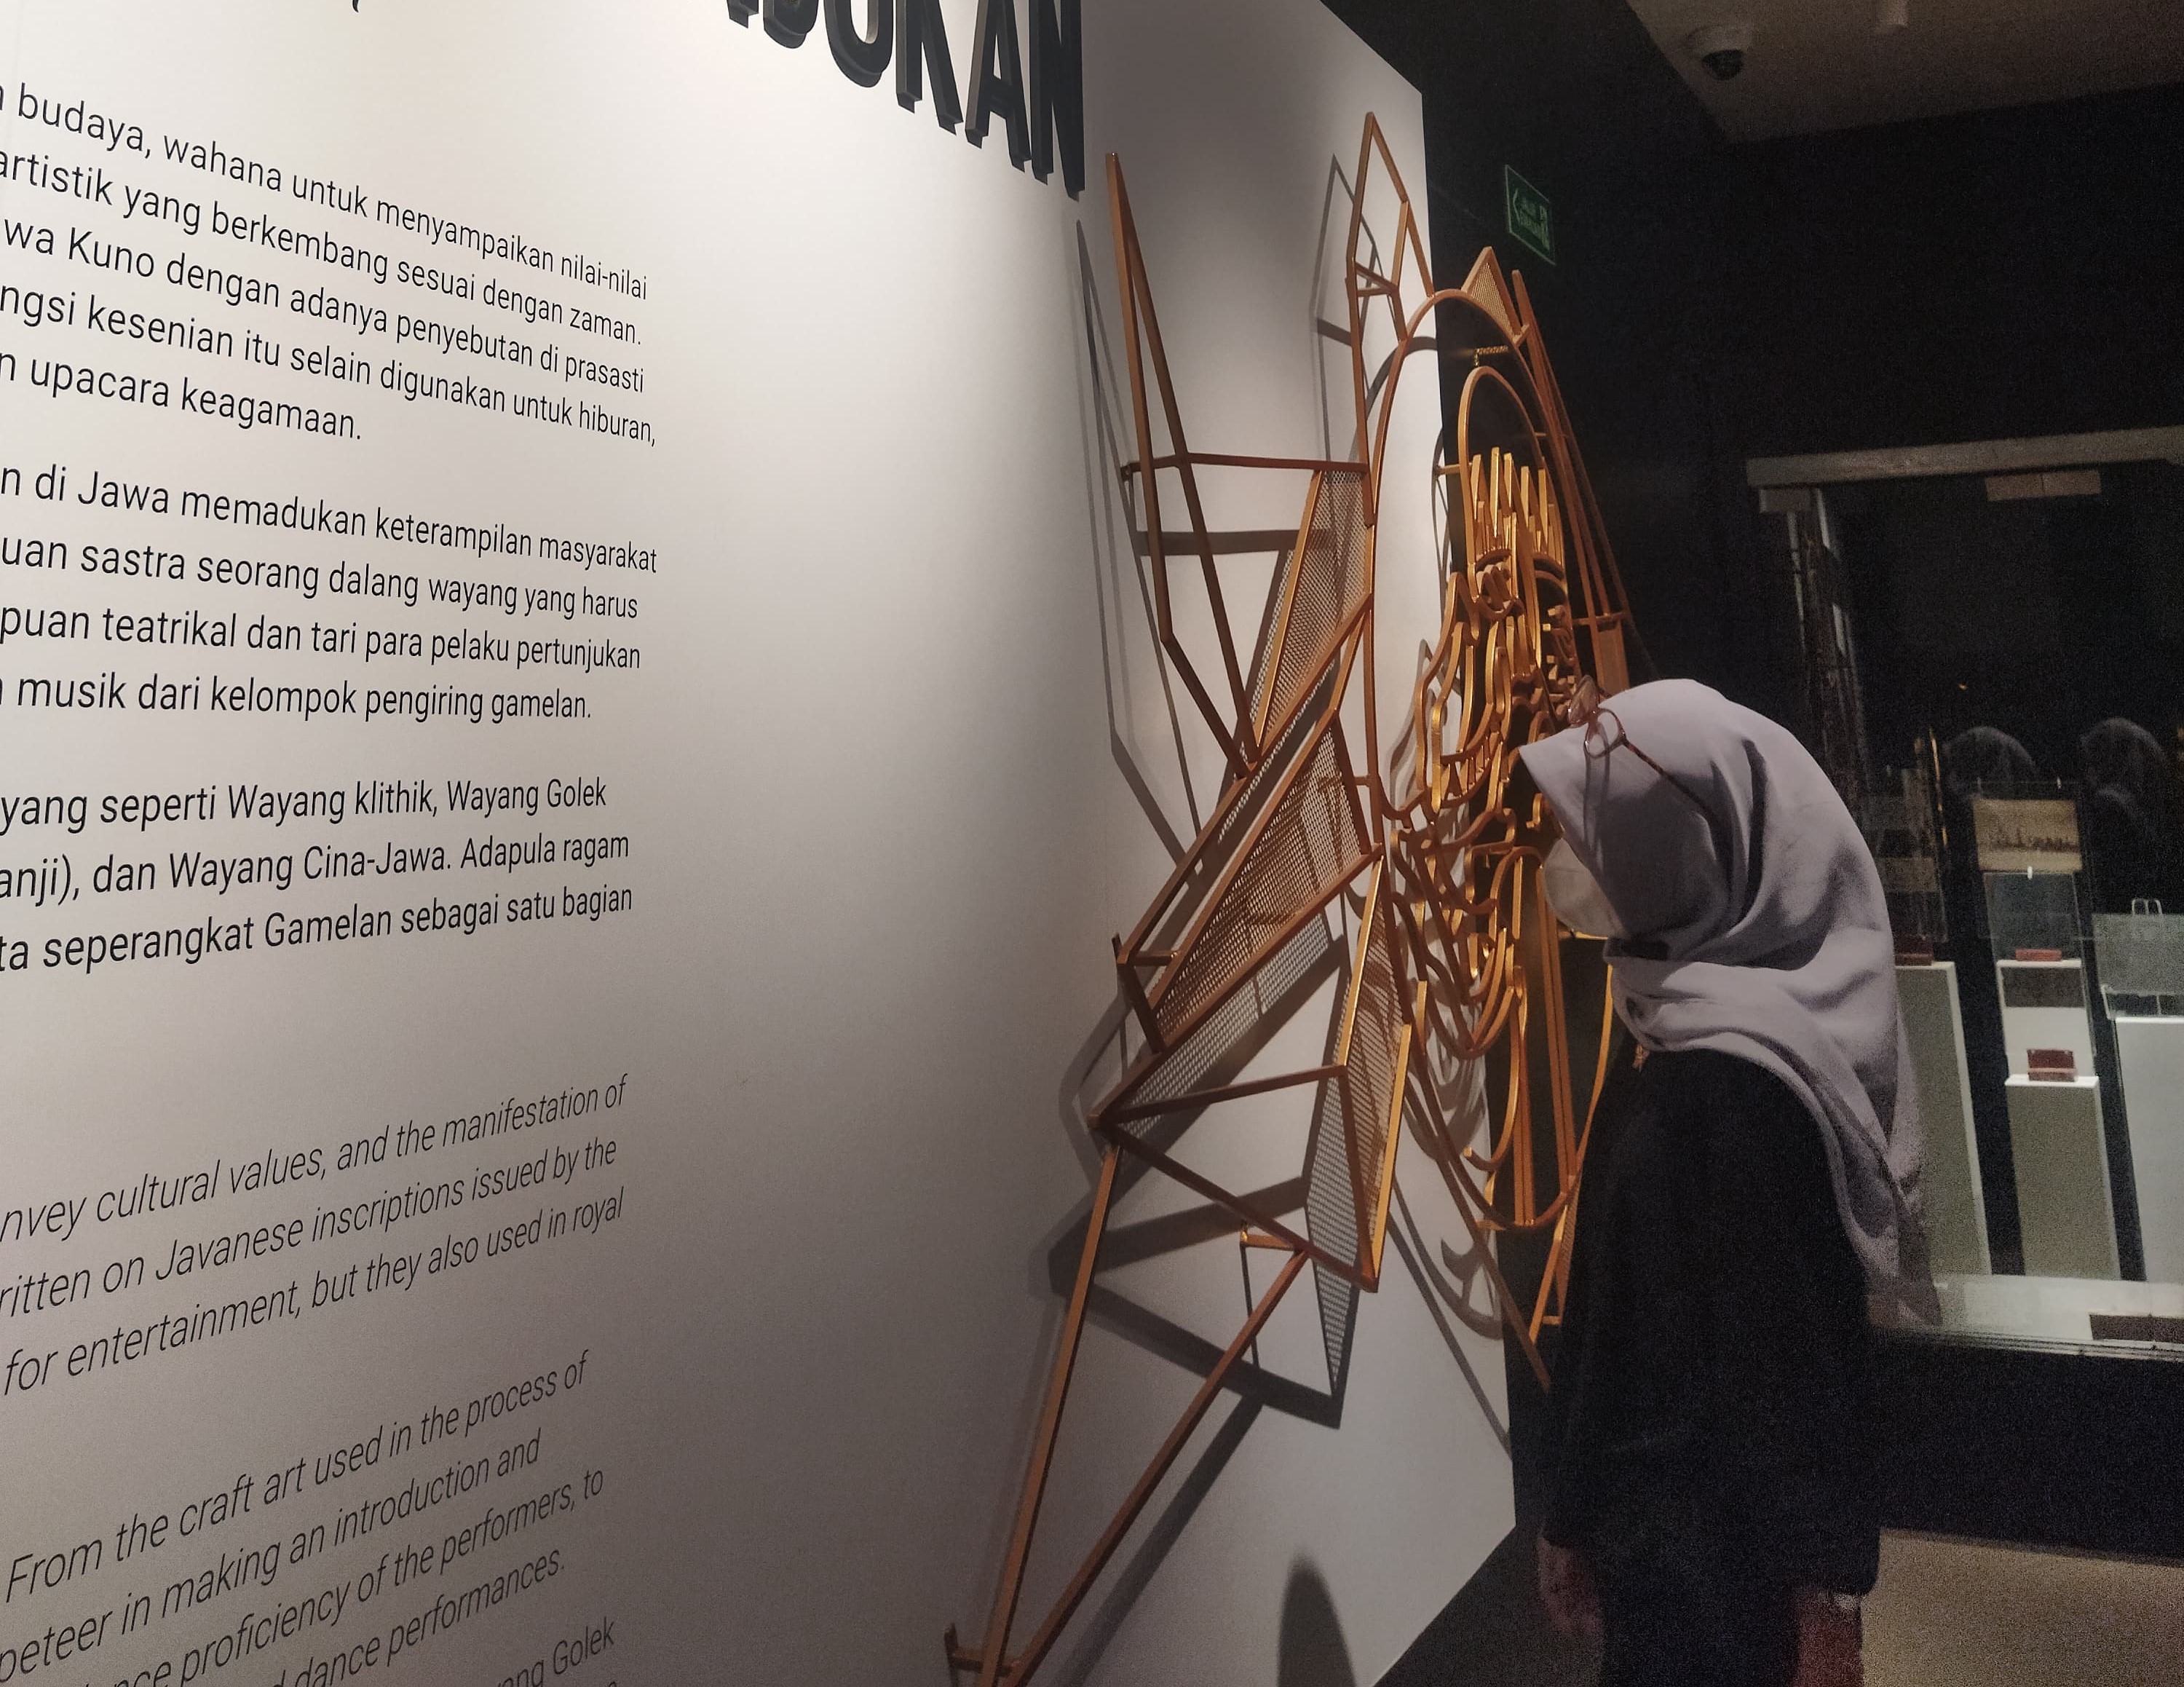 budaya, wahana untuk menyampaikan nilai-nilai
artistik yang berkembang sesuai dengan zaman.
wa Kuno dengan adanya penyebutan di prasasti
ngsi kesenian itu selain digunakan untuk hiburan,
n upacara keagamaan.
n di Jawa memadukan keterampilan masyarakat
uan sastra seorang dalang wayang yang harus
puan teatrikal dan tari para pelaku pertunjukan
musik dari kelompok pengiring gamelan.
yang seperti Wayang klithik, Wayang Golek
anji), dan Wayang Cina-Jawa. Adapula ragam
ta seperangkat Gamelan sebagai satu bagian
nvey cultural values, and the manifestation of
ritten on Javanese inscriptions issued by the
for entertainment, but they also used in royal
From the craft art used in the process of
peteer in making an introduction and
nce proficiency of the performers, to
d dance performances.
ang Golek